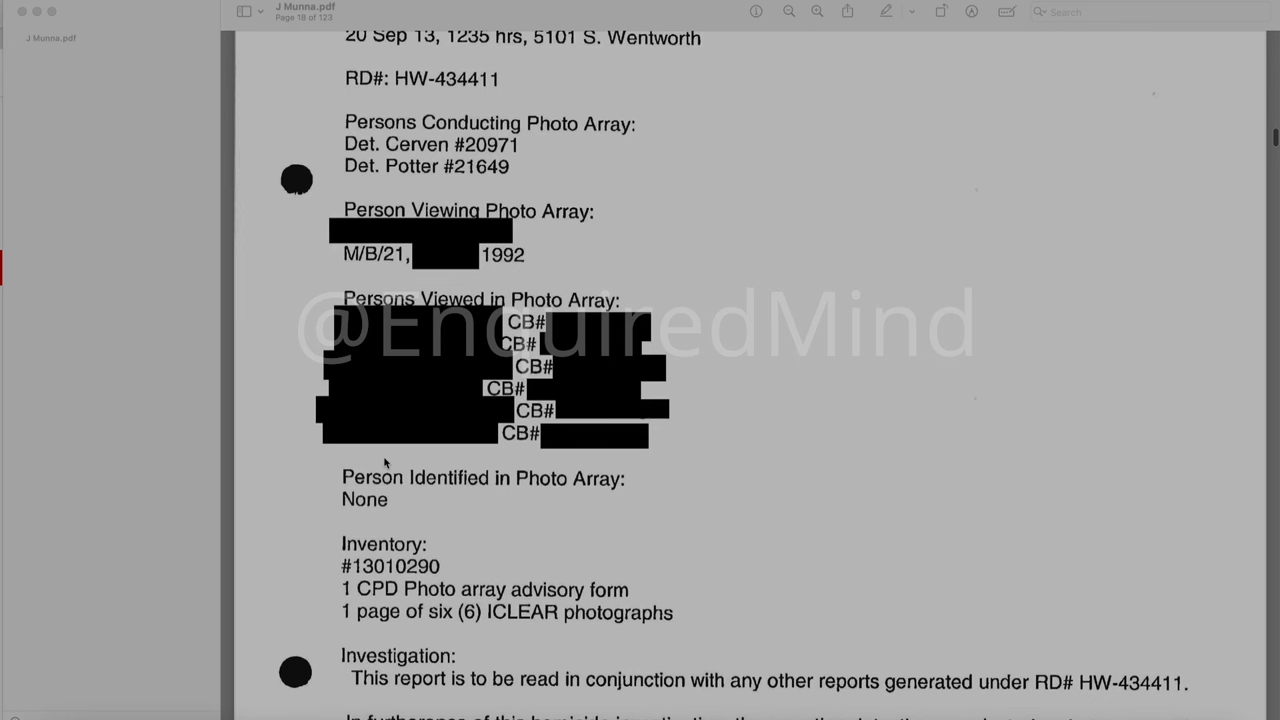 J Munna.pdf
Page 18 of 123
Search
J Munna.pdf
20 Sep 13, 1235 hrs, 5101 S. Wentworth
RD#: HW-434411
Persons Conducting Photo Array:
Det. Cerven #20971
Det. Potter #21649
Person Viewing Photo Array:
M/B/21, 1992
Persons Viewed in Photo Array:
@EnquiredMind
CB#
CB#
CB#
CB#
CB#
CB#
Person Identified in Photo Array:
None
Inventory:
#13010290
1 CPD Photo array advisory form
1 page of six (6) ICLEAR photographs
Investigation:
This report is to be read in conjunction with any other reports generated under RD# HW-434411.